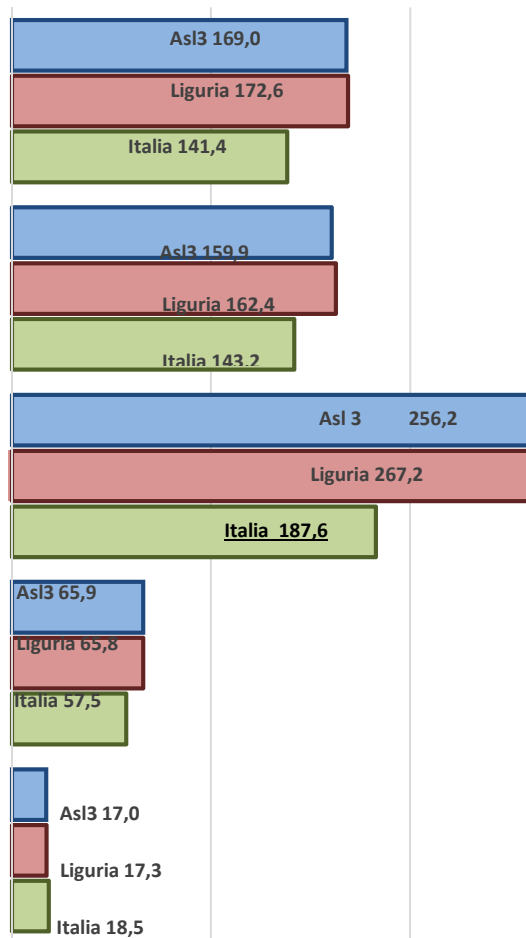 Asl3 169,0
Liguria 172,6
Italia 141,4
Asl3 159,9
Liguria 162,4
Italia 143,2
Asl 3 256,2
Liguria 267,2
Italia 187,6
Asl3 65,9
Liguria 65,8
Italia 57,5
Asl3 17,0
Liguria 17,3
Italia 18,5